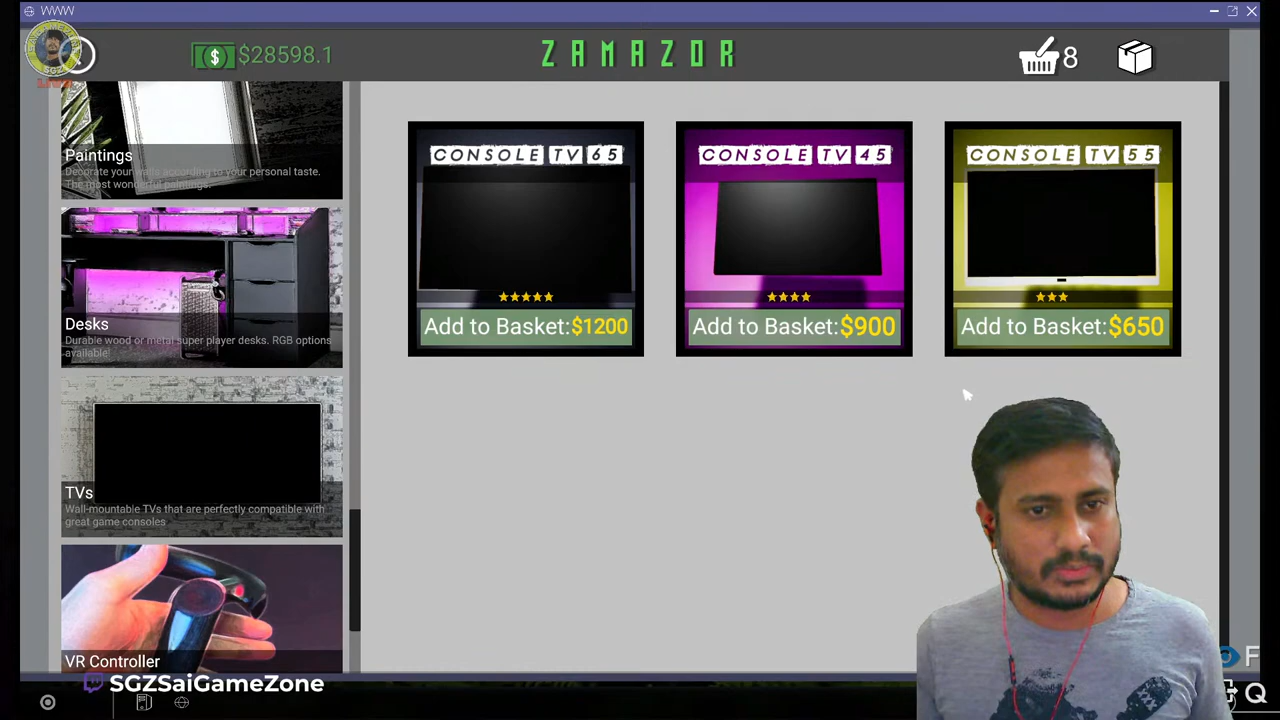 WWW
$28598.1
ZAMAZOR
8
Paintings
Decorate your walls according to your personal taste.
The most wonderful paintings.
Desks
Durable wood or metal super player desks. RGB options
available!
TVs
Wall-mountable TVs that are perfectly compatible with
great game consoles
VR Controller
CONSOLE TV 65
Add to Basket:$1200
CONSOLE TV 45
Add to Basket:$900
CONSOLE TV 55
Add to Basket:$650
SGZSaiGameZone
F
Q